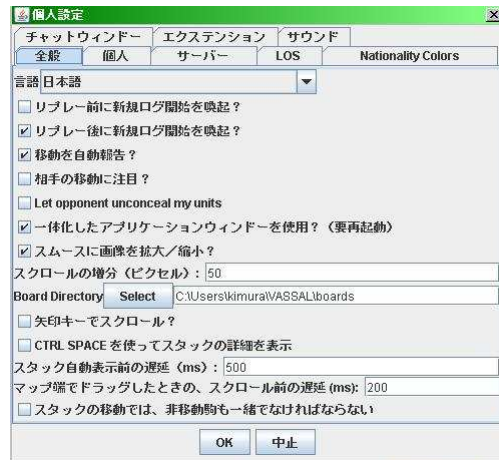 個人設定
チャットウィンドー エクステンション サウンド
全般 個人 サーバー LOS Nationality Colors
言語 日本語
リプレー前に新規ログ開始を喚起？
リプレー後に新規ログ開始を喚起？
移動を自動報告？
相手の移動に注目？
Let opponent unconceal my units
一体化したアプリケーションウィンドーを使用？（要再起動）
スムースに画像を拡大／縮小？
スクロールの増分（ピクセル）: 50
Board Directory Select C:\Users\kimura\VASSAL\boards
矢印キーでスクロール？
CTRL SPACE を使ってスタックの詳細を表示
スタック自動表示前の遅延（ms）: 500
マップ端でドラッグしたときの、スクロール前の遅延 (ms): 200
スタックの移動では、非移動駒も一緒でなければならない
OK 中止